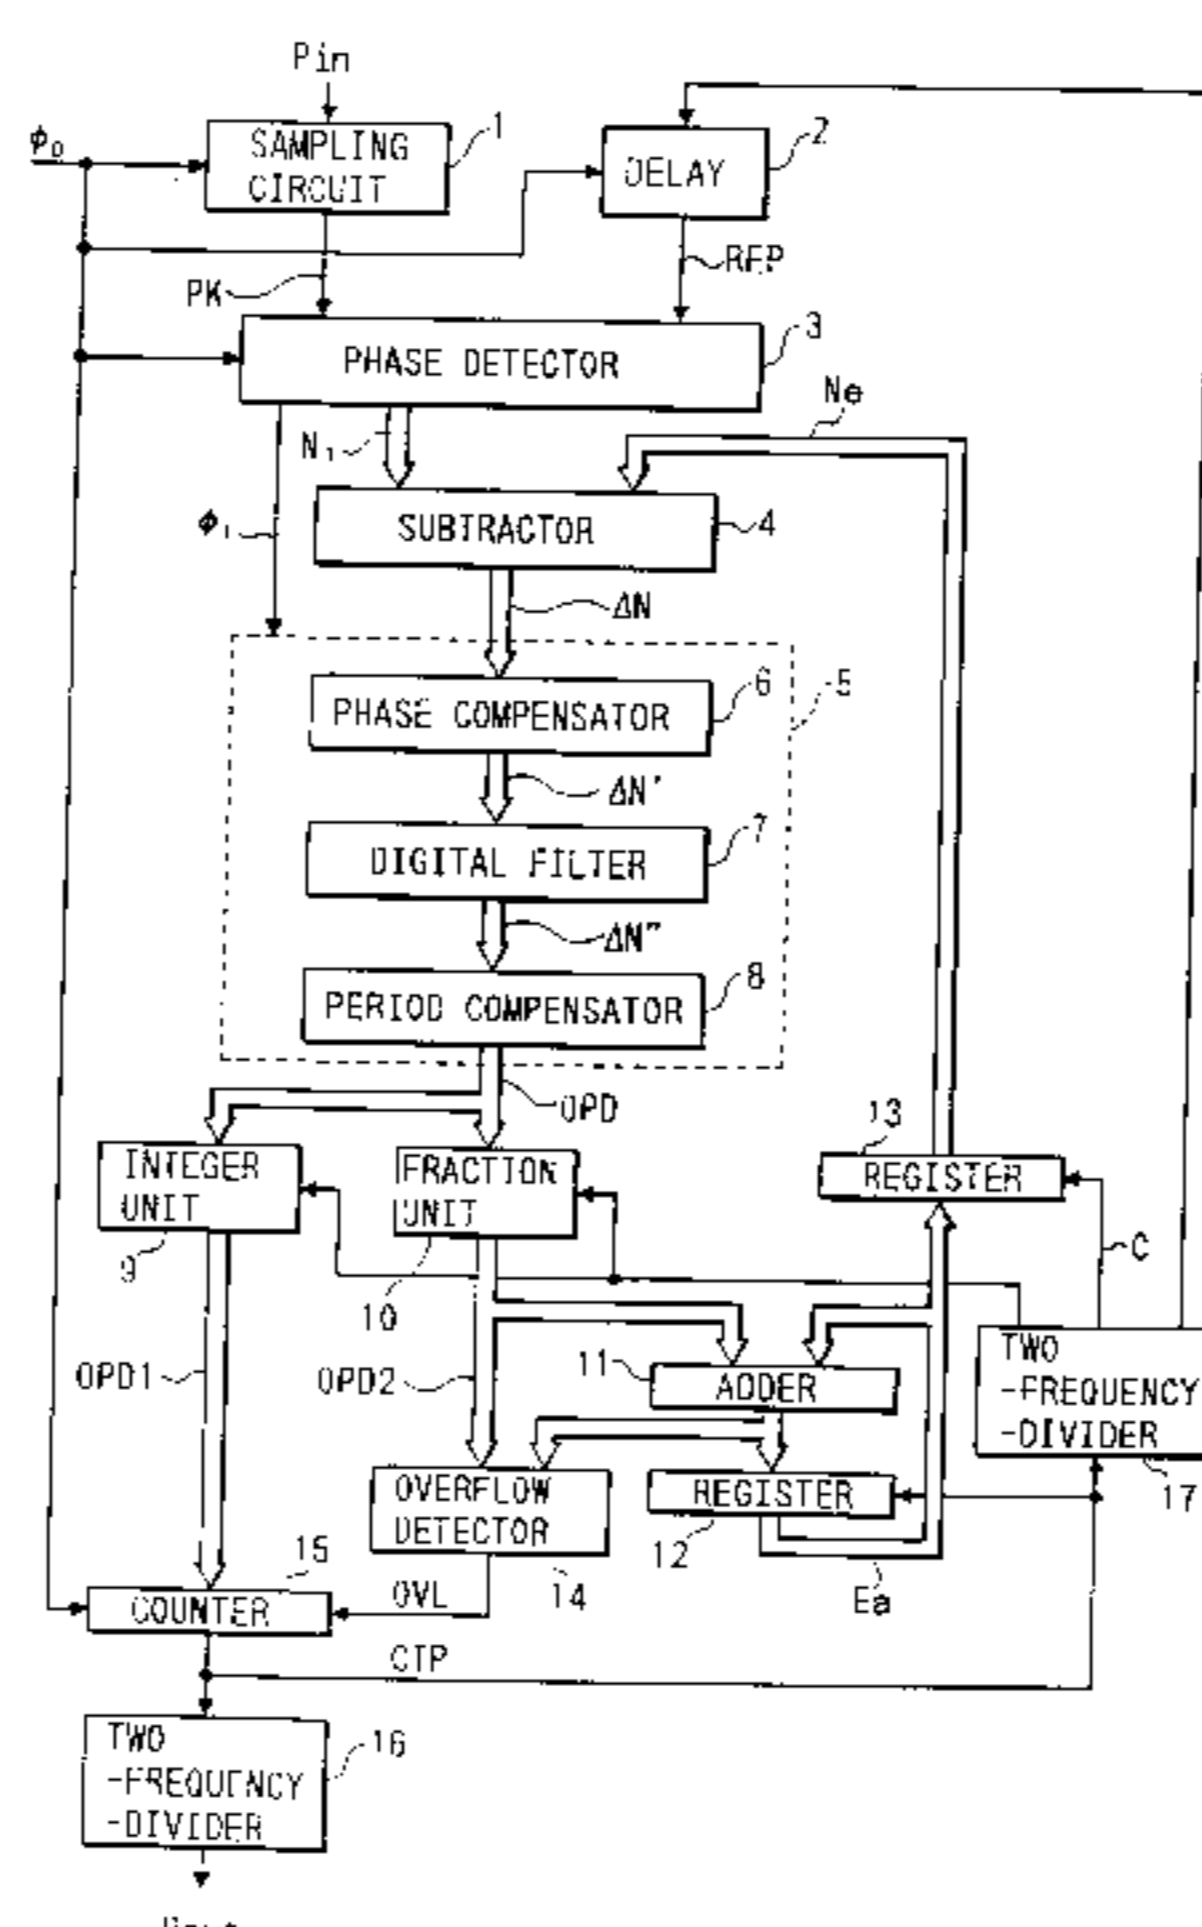 Pin
φ0
SAMPLING
CIRCUIT
1
DELAY
2
PK
REP
PHASE DETECTOR
3
N1
Ne
φ1
SUBTRACTOR
4
ΔN
5
PHASE COMPENSATOR
6
ΔN'
DIGITAL FILTER
7
ΔN"
PERIOD COMPENSATOR
8
OPD
INTEGER
UNIT
9
FRACTION
UNIT
10
13
REGISTER
C
OPD1
OPD2
11
ADDER
TWO
-FREQUENCY
-DIVIDER
17
OVERFLOW
DETECTOR
14
REGISTER
12
Ea
15
COUNTER
OVL
CTP
TWO
-FREQUENCY
-DIVIDER
16